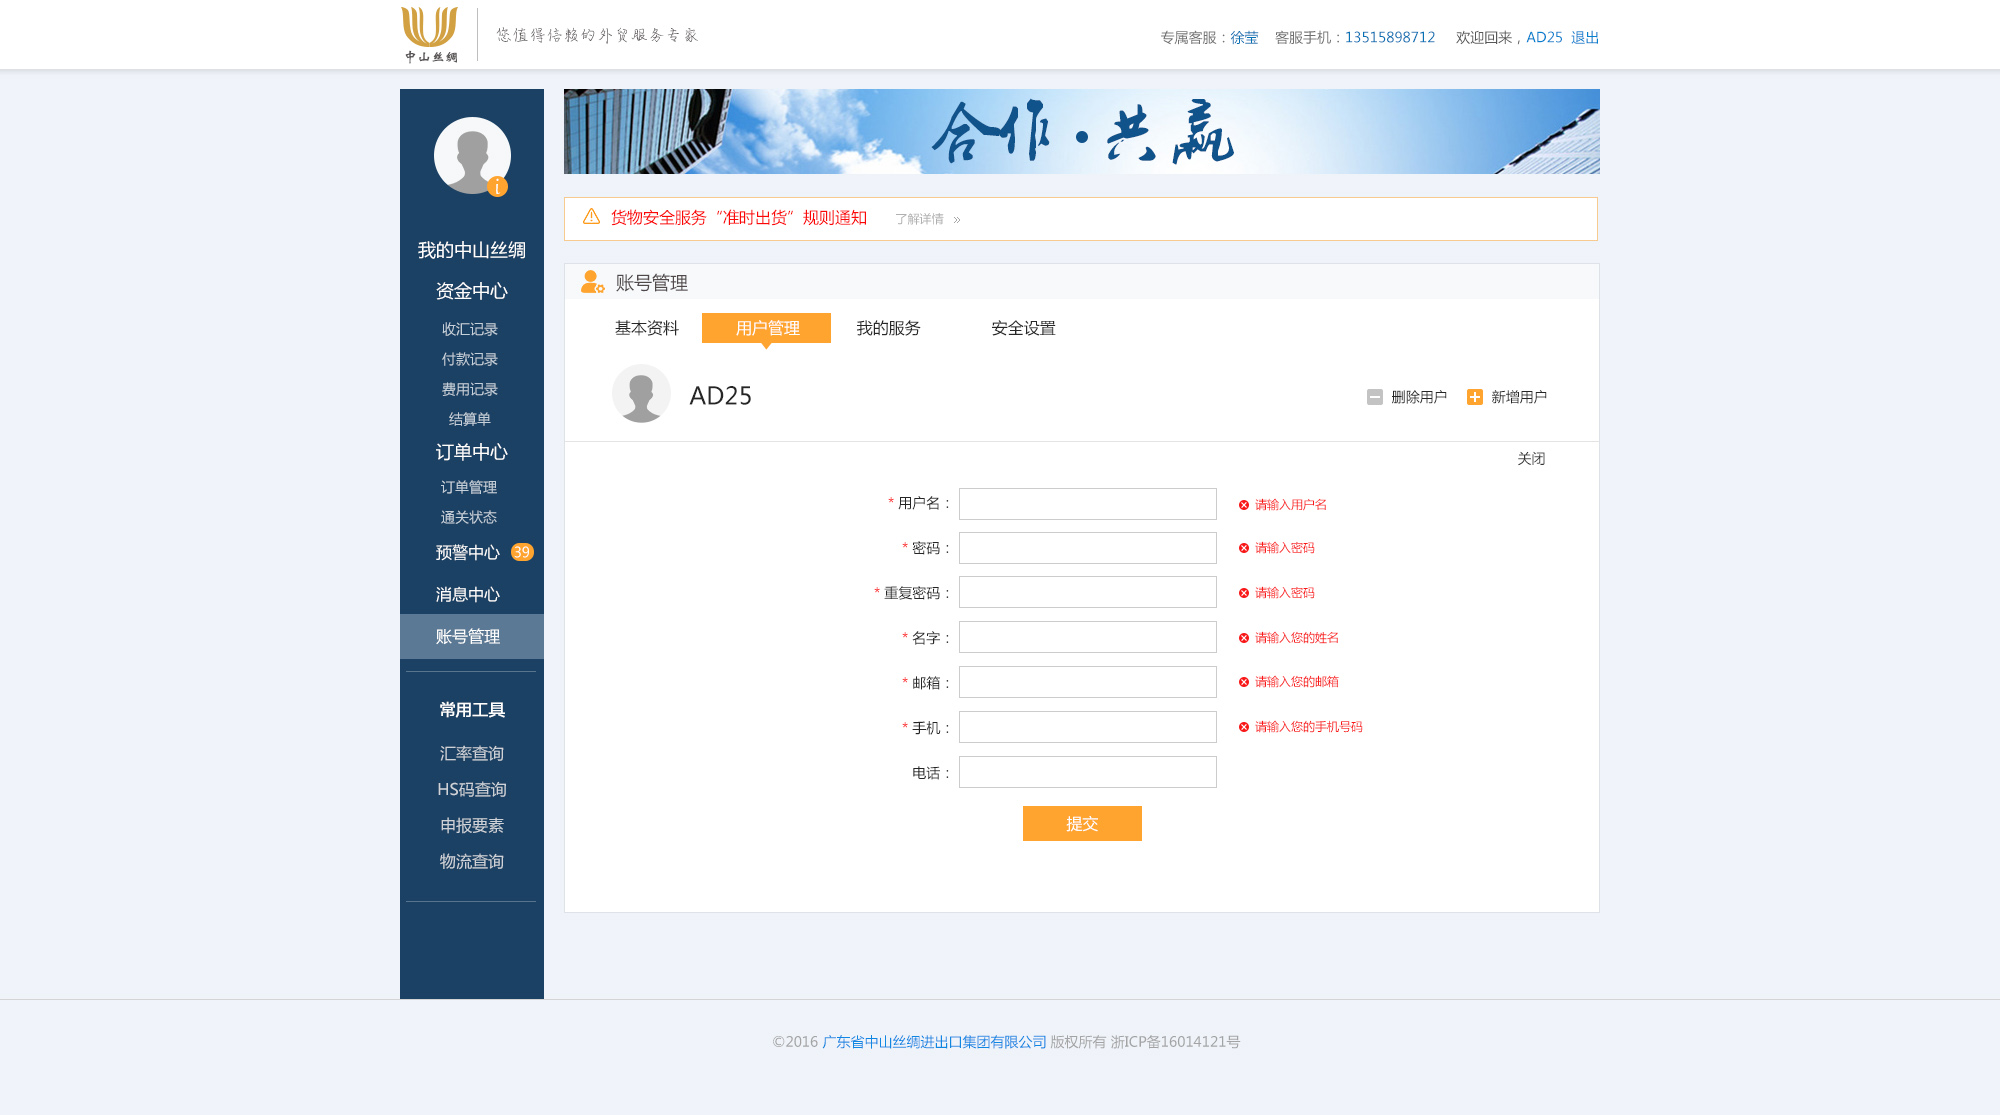 中山丝绸
您值得信赖的外贸服务专家
专属客服：徐莹 客服手机：13515898712 欢迎回来，AD25 退出
合作·共赢
i
货物安全服务“准时出货”规则通知 了解详情 »
我的中山丝绸
资金中心
收汇记录
付款记录
费用记录
结算单
订单中心
订单管理
通关状态
预警中心 39
消息中心
账号管理
常用工具
汇率查询
HS码查询
申报要素
物流查询
账号管理
基本资料 用户管理 我的服务 安全设置
AD25
删除用户 新增用户
关闭
* 用户名： 请输入用户名
* 密码： 请输入密码
* 重复密码： 请输入密码
* 名字： 请输入您的姓名
* 邮箱： 请输入您的邮箱
* 手机： 请输入您的手机号码
电话：
提交
©2016 广东省中山丝绸进出口集团有限公司 版权所有 浙ICP备16014121号